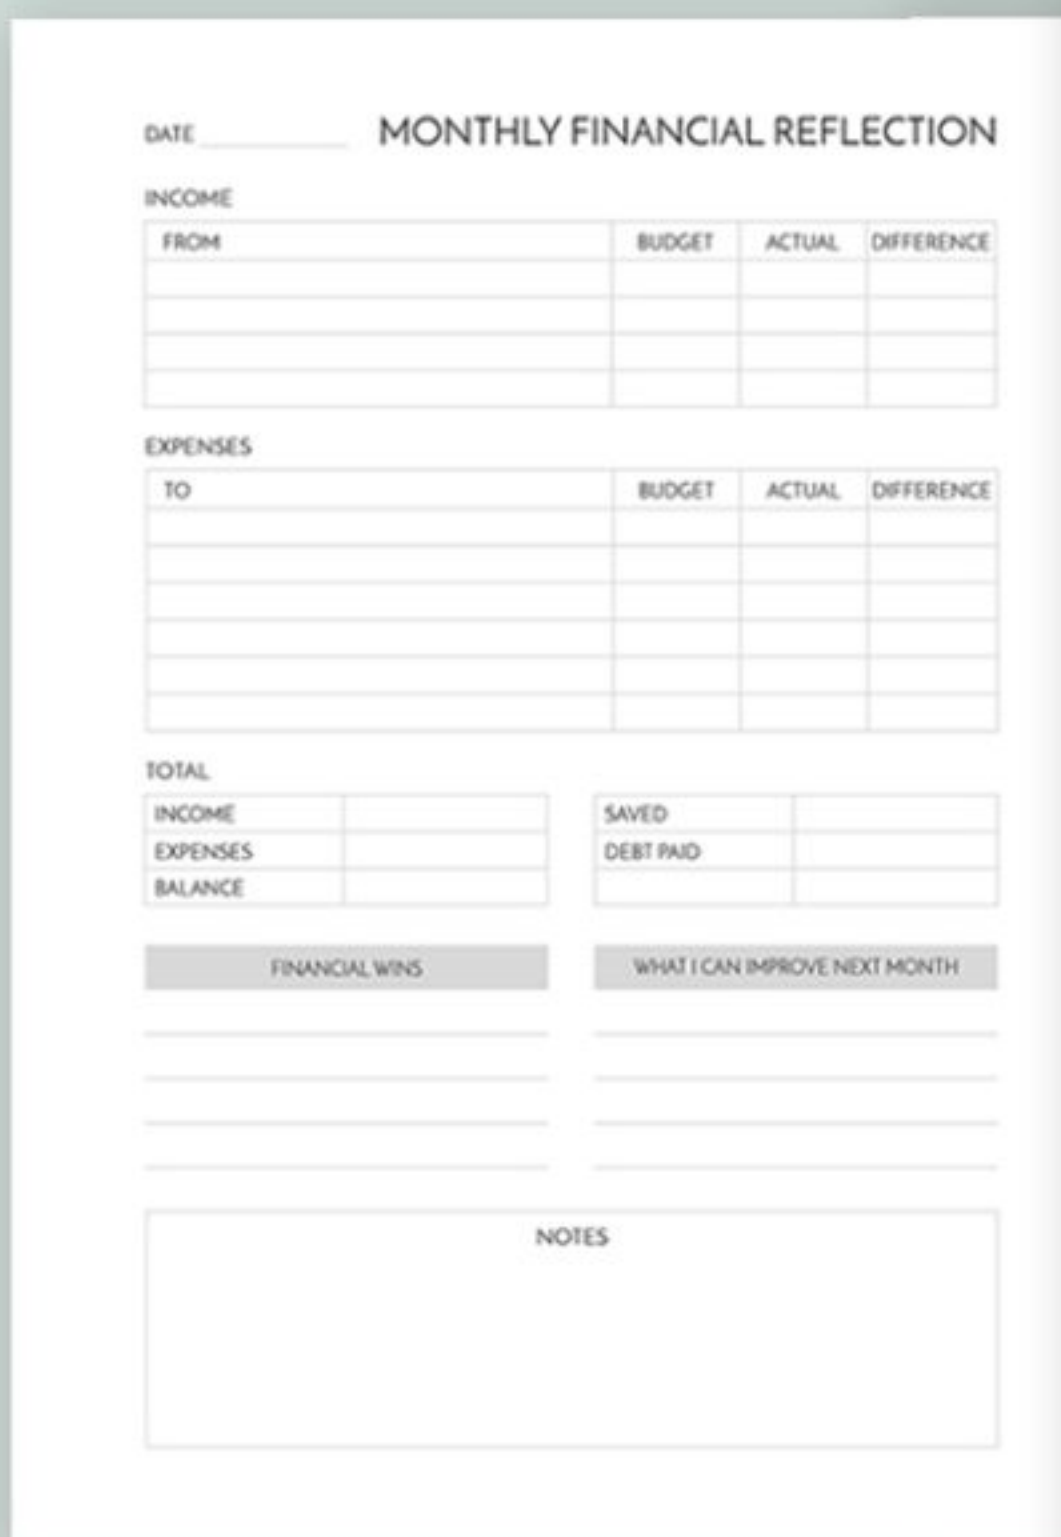 DATE MONTHLY FINANCIAL REFLECTION
INCOME
FROM BUDGET ACTUAL DIFFERENCE
EXPENSES
TO BUDGET ACTUAL DIFFERENCE
TOTAL
INCOME SAVED
EXPENSES DEBT PAID
BALANCE
FINANCIAL WINS WHAT I CAN IMPROVE NEXT MONTH
NOTES